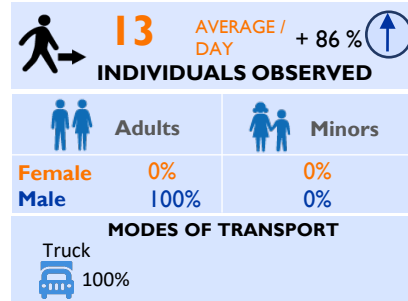 13 AVERAGE / DAY + 86 %
INDIVIDUALS OBSERVED
Adults Minors
Female 0% 0%
Male 100% 0%
MODES OF TRANSPORT
Truck
100%